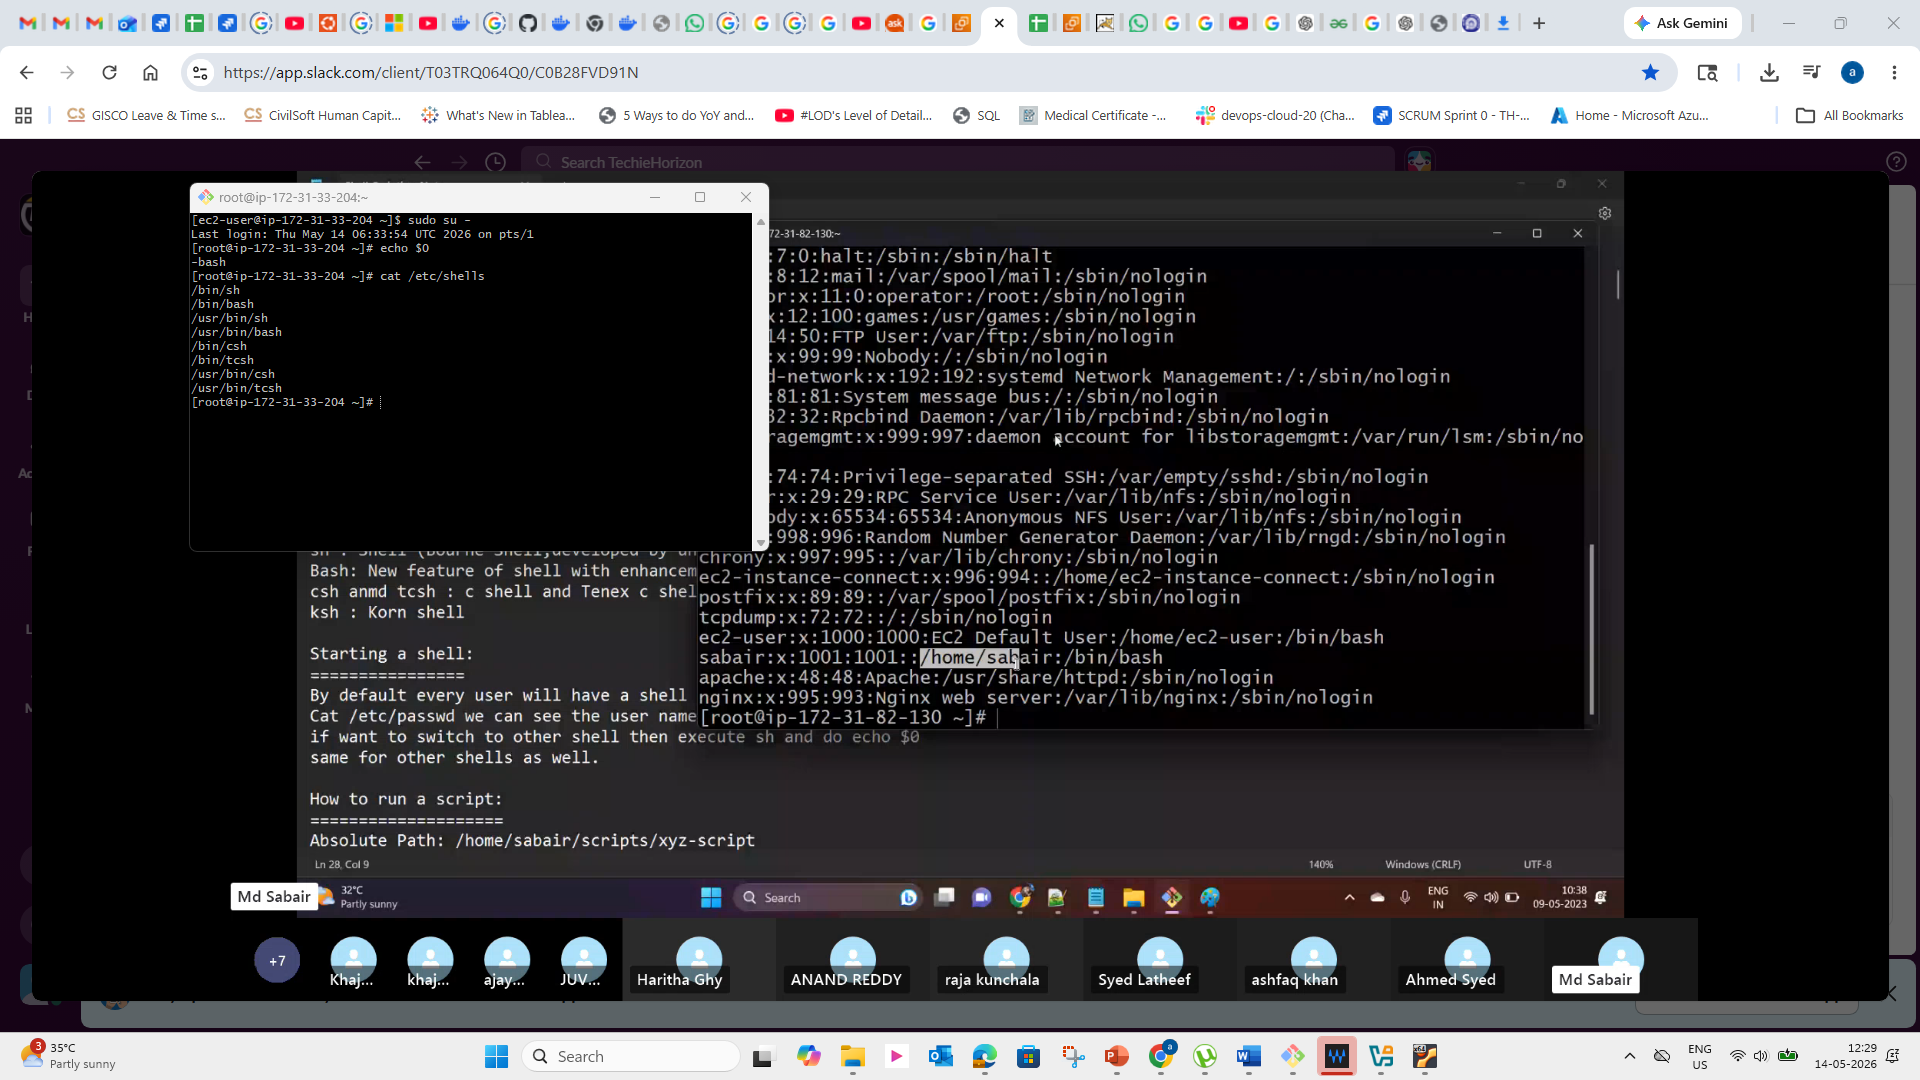 Ask Gemini
https://app.slack.com/client/T03TRQ064Q0/C0B28FVD91N
GISCO Leave & Time s...
CivilSoft Human Capit...
What's New in Tablea...
5 Ways to do YoY and...
#LOD's Level of Detail...
SQL
Medical Certificate -...
devops-cloud-20 (Cha...
SCRUM Sprint 0 - TH-...
Home - Microsoft Azu...
All Bookmarks
Search TechieHorizon
root@ip-172-31-33-204:~
[ec2-user@ip-172-31-33-204 ~]$ sudo su -
Last login: Thu May 14 06:33:54 UTC 2026 on pts/1
[root@ip-172-31-33-204 ~]# echo $0
-bash
[root@ip-172-31-33-204 ~]# cat /etc/shells
/bin/sh
/bin/bash
/usr/bin/sh
/usr/bin/bash
/bin/csh
/bin/tcsh
/usr/bin/csh
/usr/bin/tcsh
[root@ip-172-31-33-204 ~]#
72-31-82-130:~
:7:0:halt:/sbin:/sbin/halt
:8:12:mail:/var/spool/mail:/sbin/nologin
or:x:11:0:operator:/root:/sbin/nologin
x:12:100:games:/usr/games:/sbin/nologin
14:50:FTP User:/var/ftp:/sbin/nologin
:x:99:99:Nobody:/:/sbin/nologin
d-network:x:192:192:systemd Network Management:/:/sbin/nologin
:81:81:System message bus:/:/sbin/nologin
32:32:Rpcbind Daemon:/var/lib/rpcbind:/sbin/nologin
ragemgmt:x:999:997:daemon account for libstoragemgmt:/var/run/lsm:/sbin/no
:74:74:Privilege-separated SSH:/var/empty/sshd:/sbin/nologin
r:x:29:29:RPC Service User:/var/lib/nfs:/sbin/nologin
ody:x:65534:65534:Anonymous NFS User:/var/lib/nfs:/sbin/nologin
:998:996:Random Number Generator Daemon:/var/lib/rngd:/sbin/nologin
chrony:x:997:995::/var/lib/chrony:/sbin/nologin
ec2-instance-connect:x:996:994::/home/ec2-instance-connect:/sbin/nologin
postfix:x:89:89::/var/spool/postfix:/sbin/nologin
tcpdump:x:72:72::/:/sbin/nologin
ec2-user:x:1000:1000:EC2 Default User:/home/ec2-user:/bin/bash
sabair:x:1001:1001::/home/sabair:/bin/bash
apache:x:48:48:Apache:/usr/share/httpd:/sbin/nologin
nginx:x:995:993:Nginx web server:/var/lib/nginx:/sbin/nologin
[root@ip-172-31-82-130 ~]#
Bash: New feature of shell with enhancem
csh anmd tcsh : c shell and Tenex c shel
ksh : Korn shell
Starting a shell:
================
By default every user will have a shell
Cat /etc/passwd we can see the user name
if want to switch to other shell then execute sh and do echo $0
same for other shells as well.
How to run a script:
====================
Absolute Path: /home/sabair/scripts/xyz-script
Ln 28, Col 9
140%
Windows (CRLF)
UTF-8
Md Sabair
32°C
Partly sunny
Search
ENG
IN
10:38
09-05-2023
+7
Khaj...
khaj...
ajay...
JUV...
Haritha Ghy
ANAND REDDY
raja kunchala
Syed Latheef
ashfaq khan
Ahmed Syed
Md Sabair
3
35°C
Partly sunny
Search
ENG
US
12:29
14-05-2026